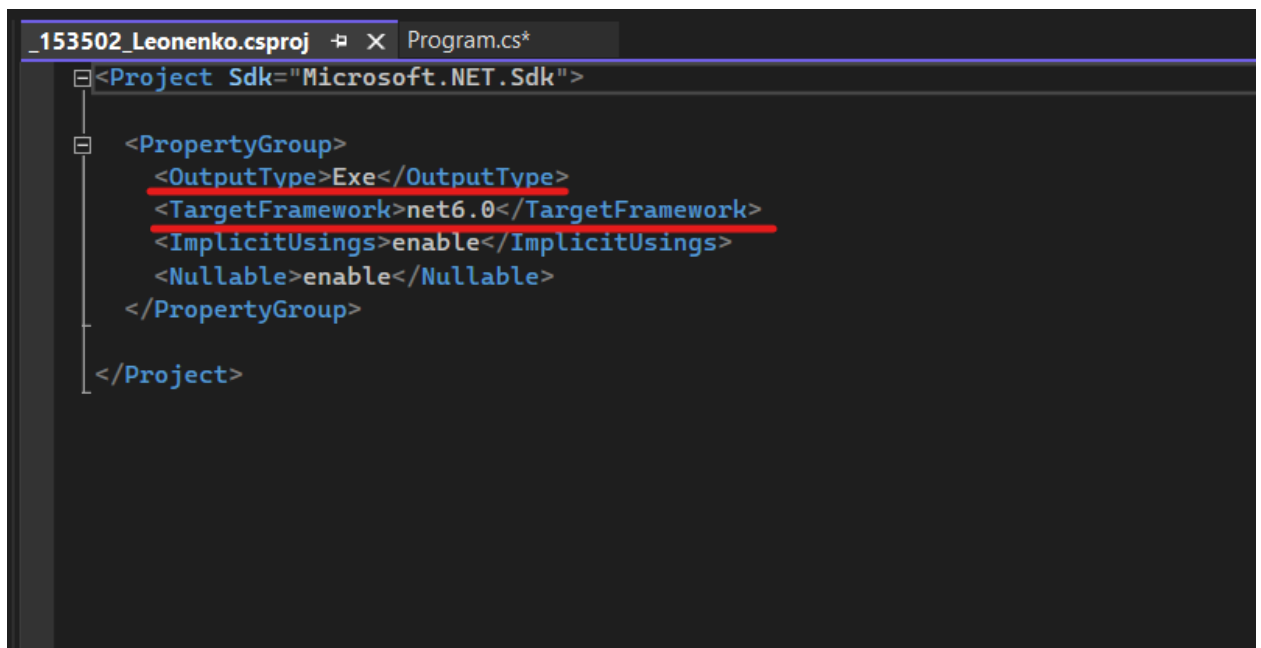 _153502_Leonenko.csproj Program.cs*
<Project Sdk="Microsoft.NET.Sdk">
<PropertyGroup>
<OutputType>Exe</OutputType>
<TargetFramework>net6.0</TargetFramework>
<ImplicitUsings>enable</ImplicitUsings>
<Nullable>enable</Nullable>
</PropertyGroup>
</Project>